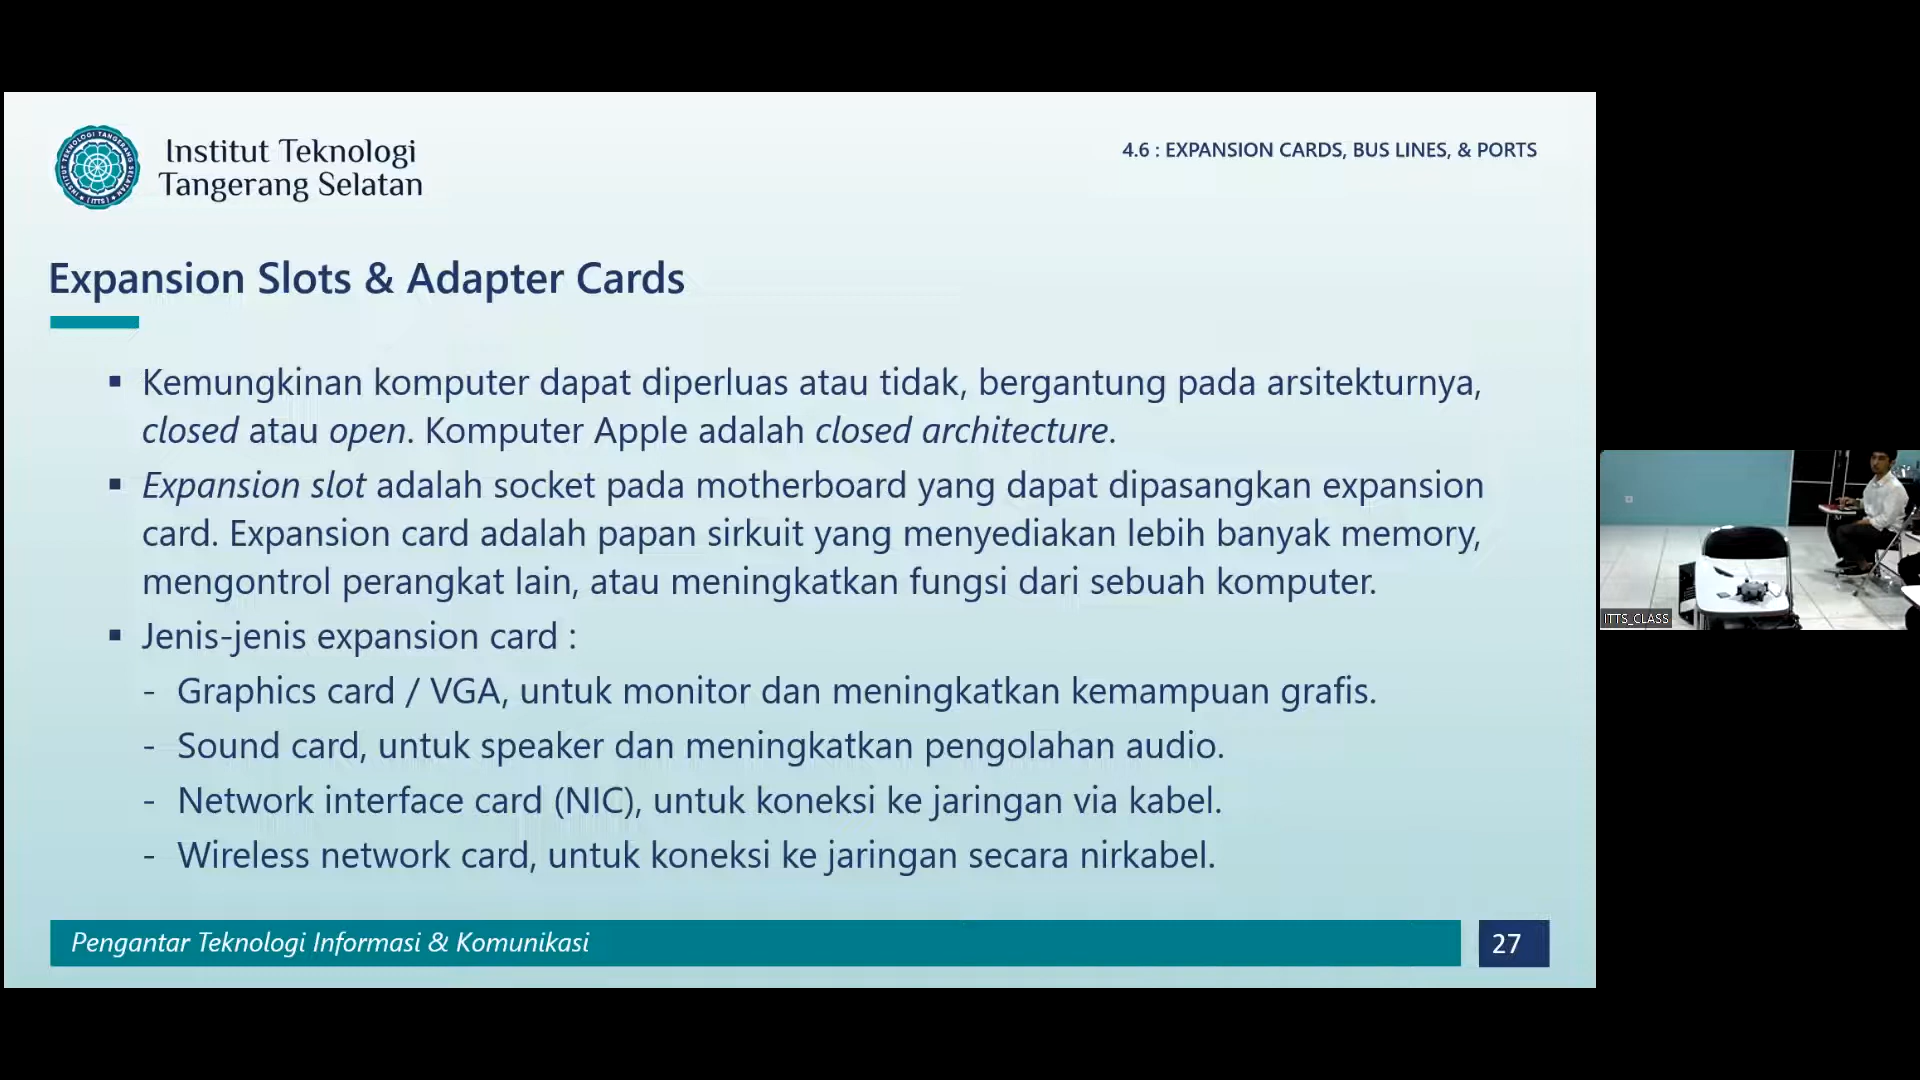 Institut Teknologi
Tangerang Selatan
4.6 : EXPANSION CARDS, BUS LINES, & PORTS
Expansion Slots & Adapter Cards
▪ Kemungkinan komputer dapat diperluas atau tidak, bergantung pada arsitekturnya,
closed atau open. Komputer Apple adalah closed architecture.
▪ Expansion slot adalah socket pada motherboard yang dapat dipasangkan expansion
card. Expansion card adalah papan sirkuit yang menyediakan lebih banyak memory,
mengontrol perangkat lain, atau meningkatkan fungsi dari sebuah komputer.
▪ Jenis-jenis expansion card :
- Graphics card / VGA, untuk monitor dan meningkatkan kemampuan grafis.
- Sound card, untuk speaker dan meningkatkan pengolahan audio.
- Network interface card (NIC), untuk koneksi ke jaringan via kabel.
- Wireless network card, untuk koneksi ke jaringan secara nirkabel.
Pengantar Teknologi Informasi & Komunikasi
27
ITTS_CLASS